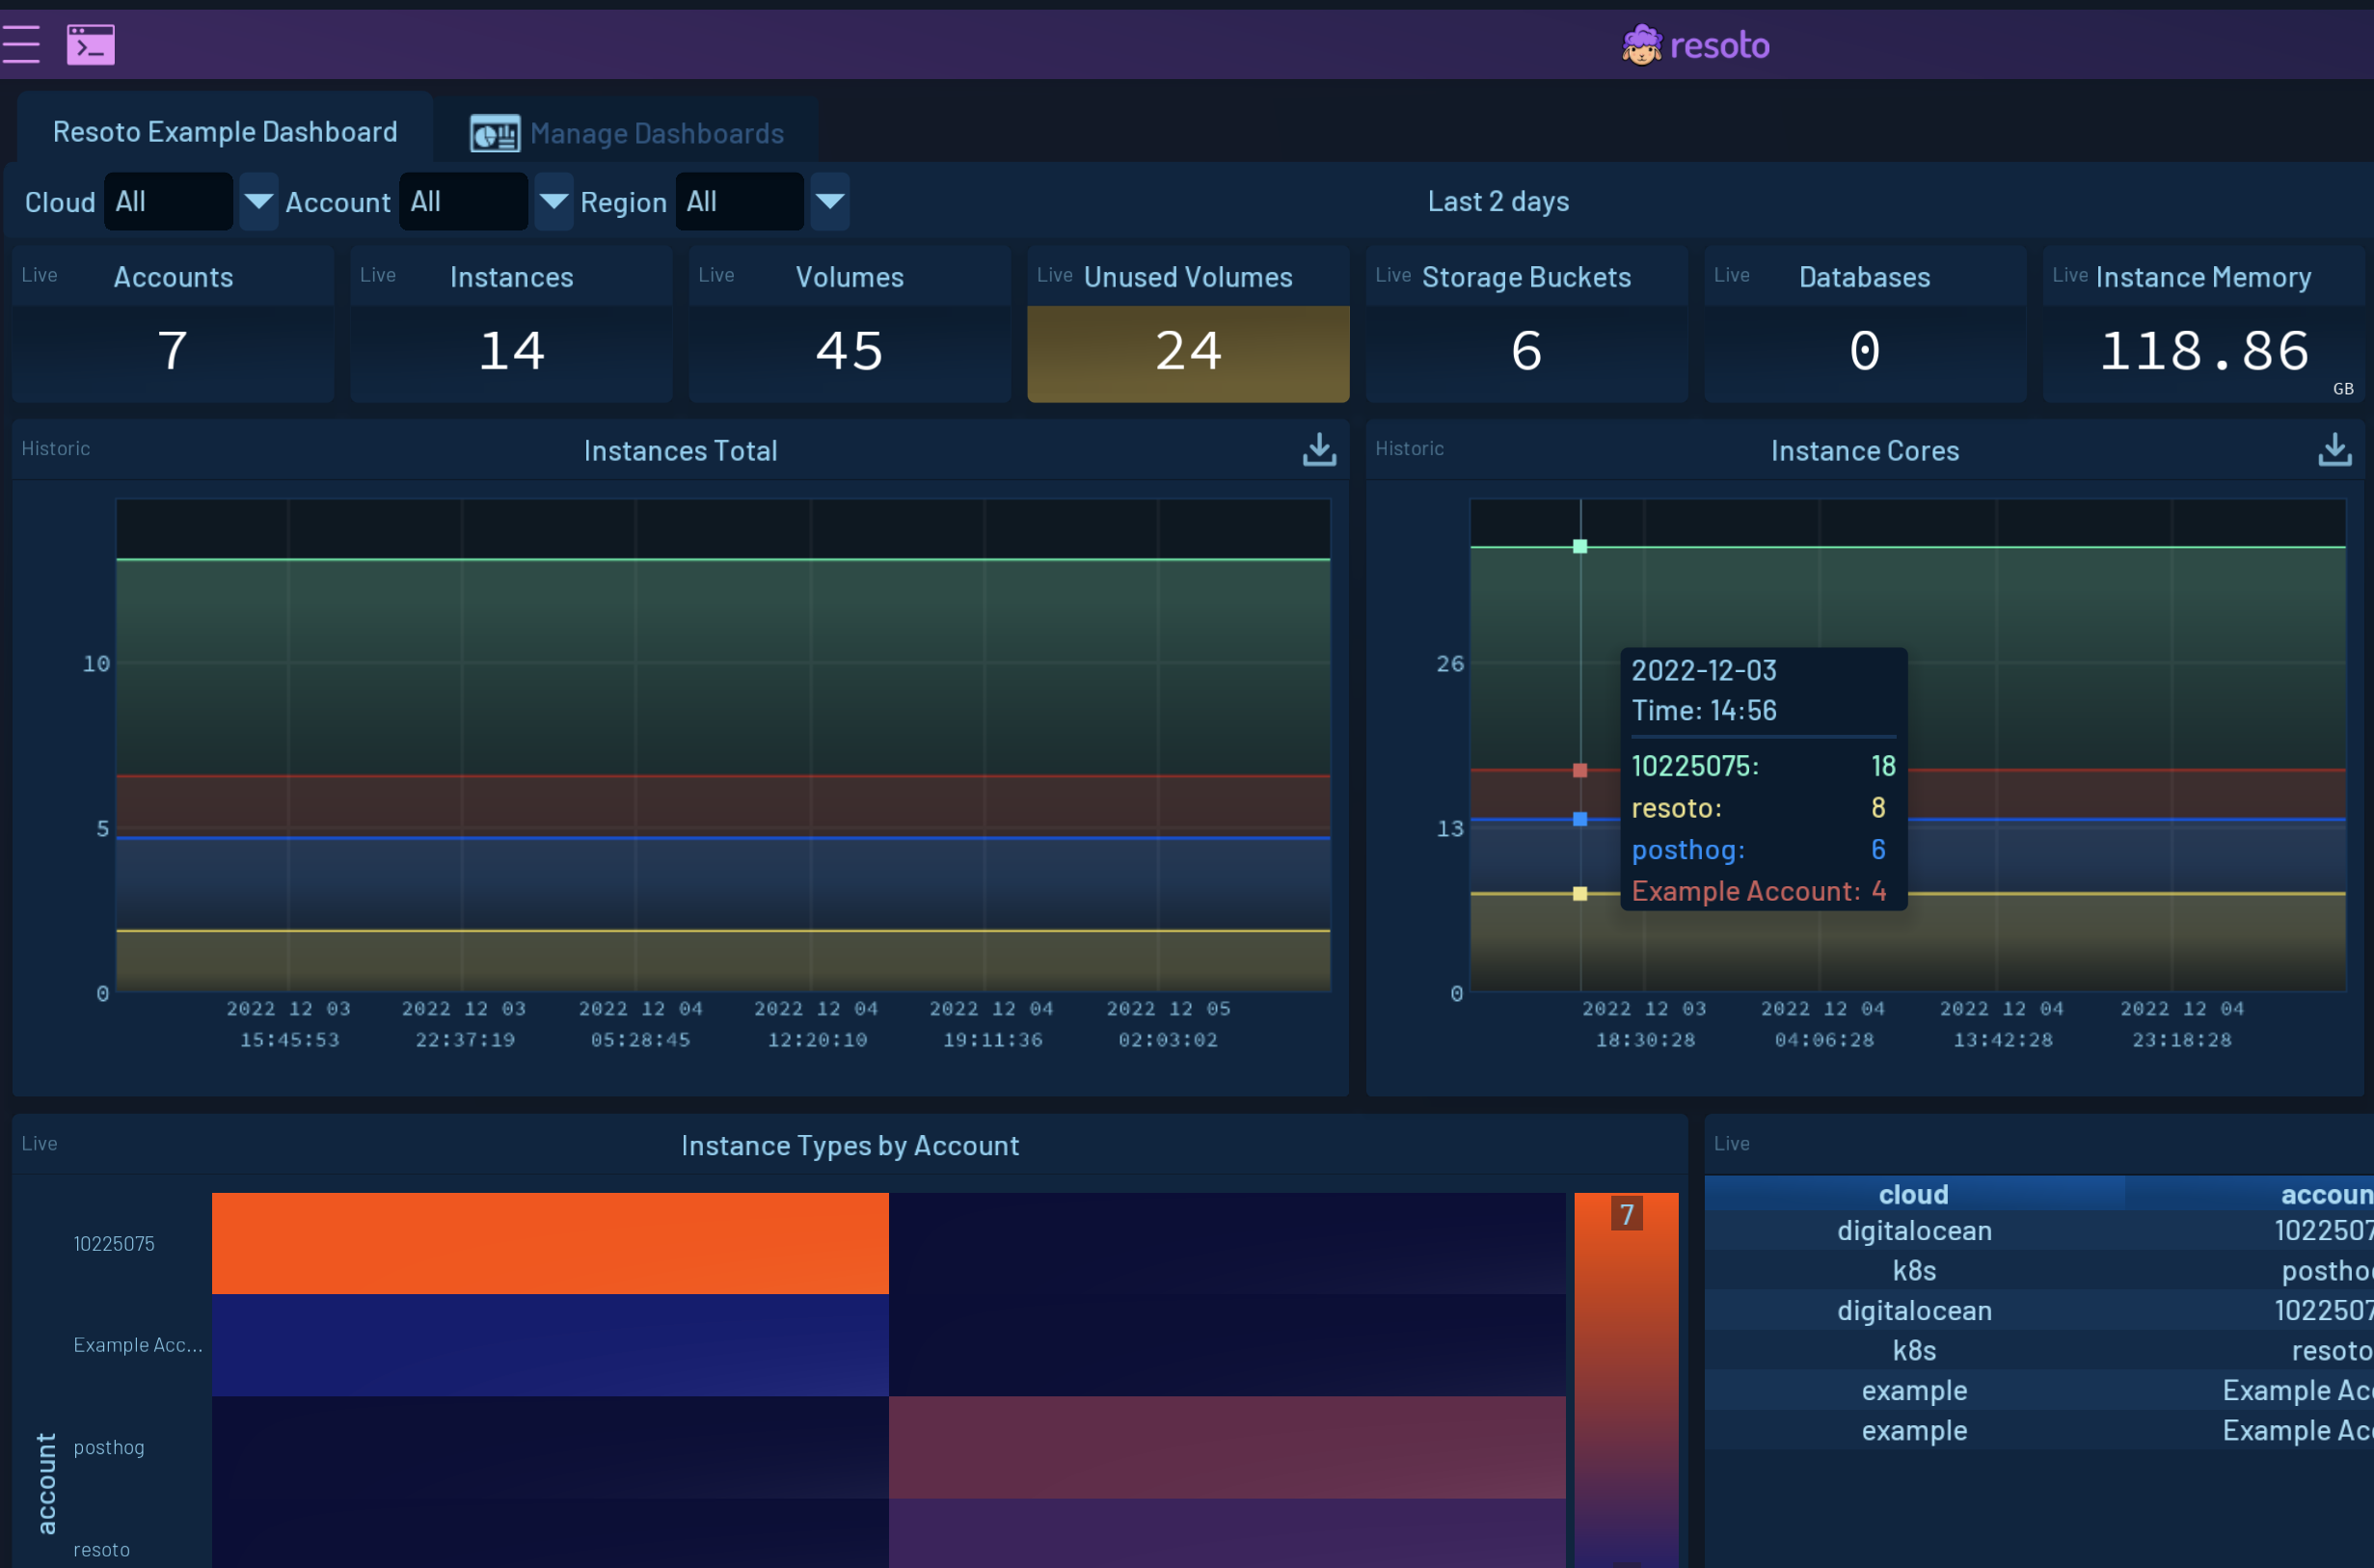 resoto
Resoto Example Dashboard
Manage Dashboards
Cloud All Account All Region All
Last 2 days
Live Accounts
7
Live Instances
14
Live Volumes
45
Live Unused Volumes
24
Live Storage Buckets
6
Live Databases
0
Live Instance Memory
118.86
GB
Historic Instances Total
10
5
0
2022 12 03
15:45:53
2022 12 03
22:37:19
2022 12 04
05:28:45
2022 12 04
12:20:10
2022 12 04
19:11:36
2022 12 05
02:03:02
Historic Instance Cores
26
13
0
2022-12-03
Time: 14:56
10225075: 18
resoto: 8
posthog: 6
Example Account: 4
2022 12 03
18:30:28
2022 12 04
04:06:28
2022 12 04
13:42:28
2022 12 04
23:18:28
Live Instance Types by Account
account
10225075
Example Acc...
posthog
resoto
7
Live
cloud accoun
digitalocean 1022507
k8s postho
digitalocean 1022507
k8s resoto
example Example Acc
example Example Acc